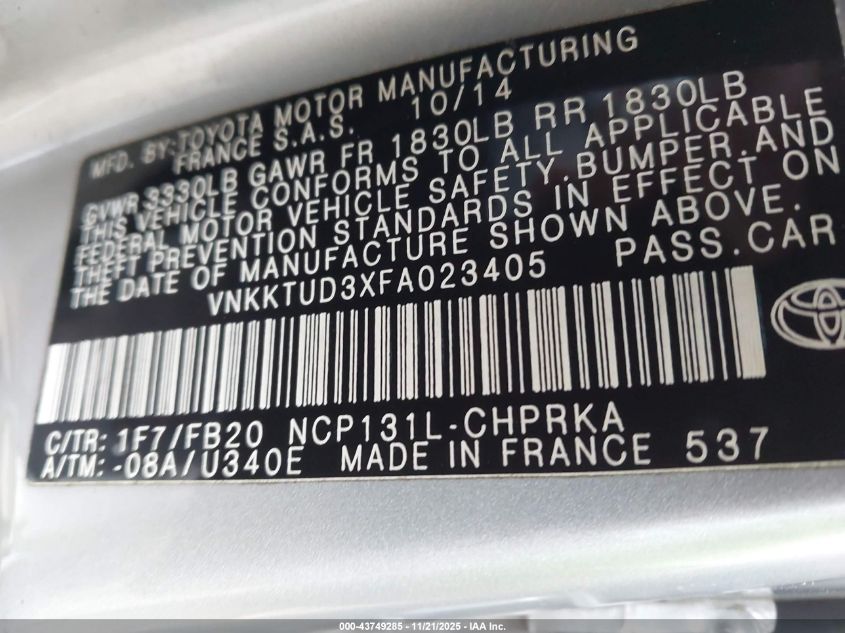 MFD. BY:TOYOTA MOTOR MANUFACTURING
FRANCE S.A.S. 10/14
GVWR 3330LB GAWR FR 1830LB RR 1830LB
THIS VEHICLE CONFORMS TO ALL APPLICABLE
FEDERAL MOTOR VEHICLE SAFETY,BUMPER,AND
THEFT PREVENTION STANDARDS IN EFFECT ON
THE DATE OF MANUFACTURE SHOWN ABOVE.
VNKKTUD3XFA023405 PASS.CAR
C/TR: 1F7/FB20 NCP131L-CHPRKA
A/TM: -08A/U340E MADE IN FRANCE 537
000-43749285 - 11/21/2025 - IAA Inc.